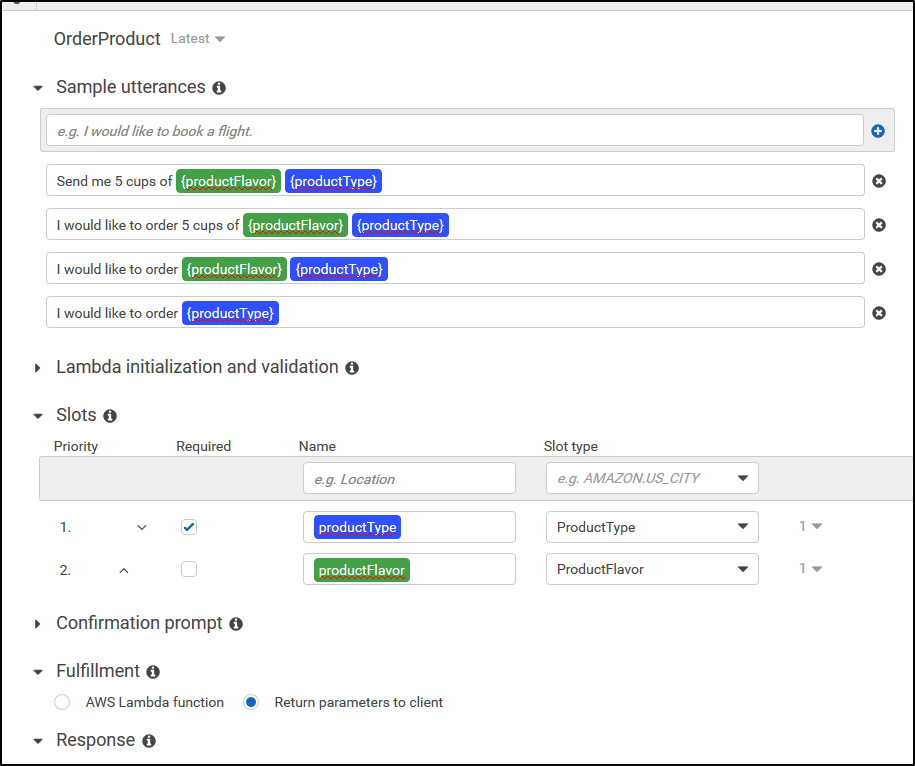 OrderProduct Latest
Sample utterances
e.g. I would like to book a flight.
Send me 5 cups of {productFlavor} {productType}
I would like to order 5 cups of {productFlavor} {productType}
I would like to order {productFlavor} {productType}
I would like to order {productType}
Lambda initialization and validation
Slots
Priority Required Name Slot type
e.g. Location e.g. AMAZON.US_CITY
1. productType ProductType 1
2. productFlavor ProductFlavor 1
Confirmation prompt
Fulfillment
AWS Lambda function Return parameters to client
Response